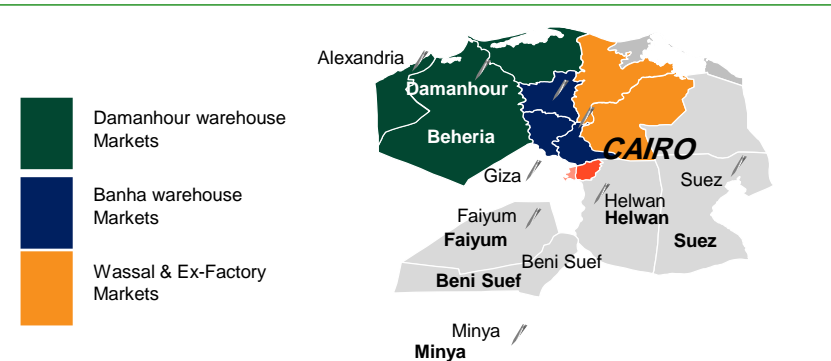 Damanhour warehouse
Markets
Banha warehouse
Markets
Wassal & Ex-Factory
Markets
Alexandria
Damanhour
Beheria
CAIRO
Giza
Suez
Helwan
Helwan
Faiyum
Faiyum
Suez
Beni Suef
Beni Suef
Minya
Minya